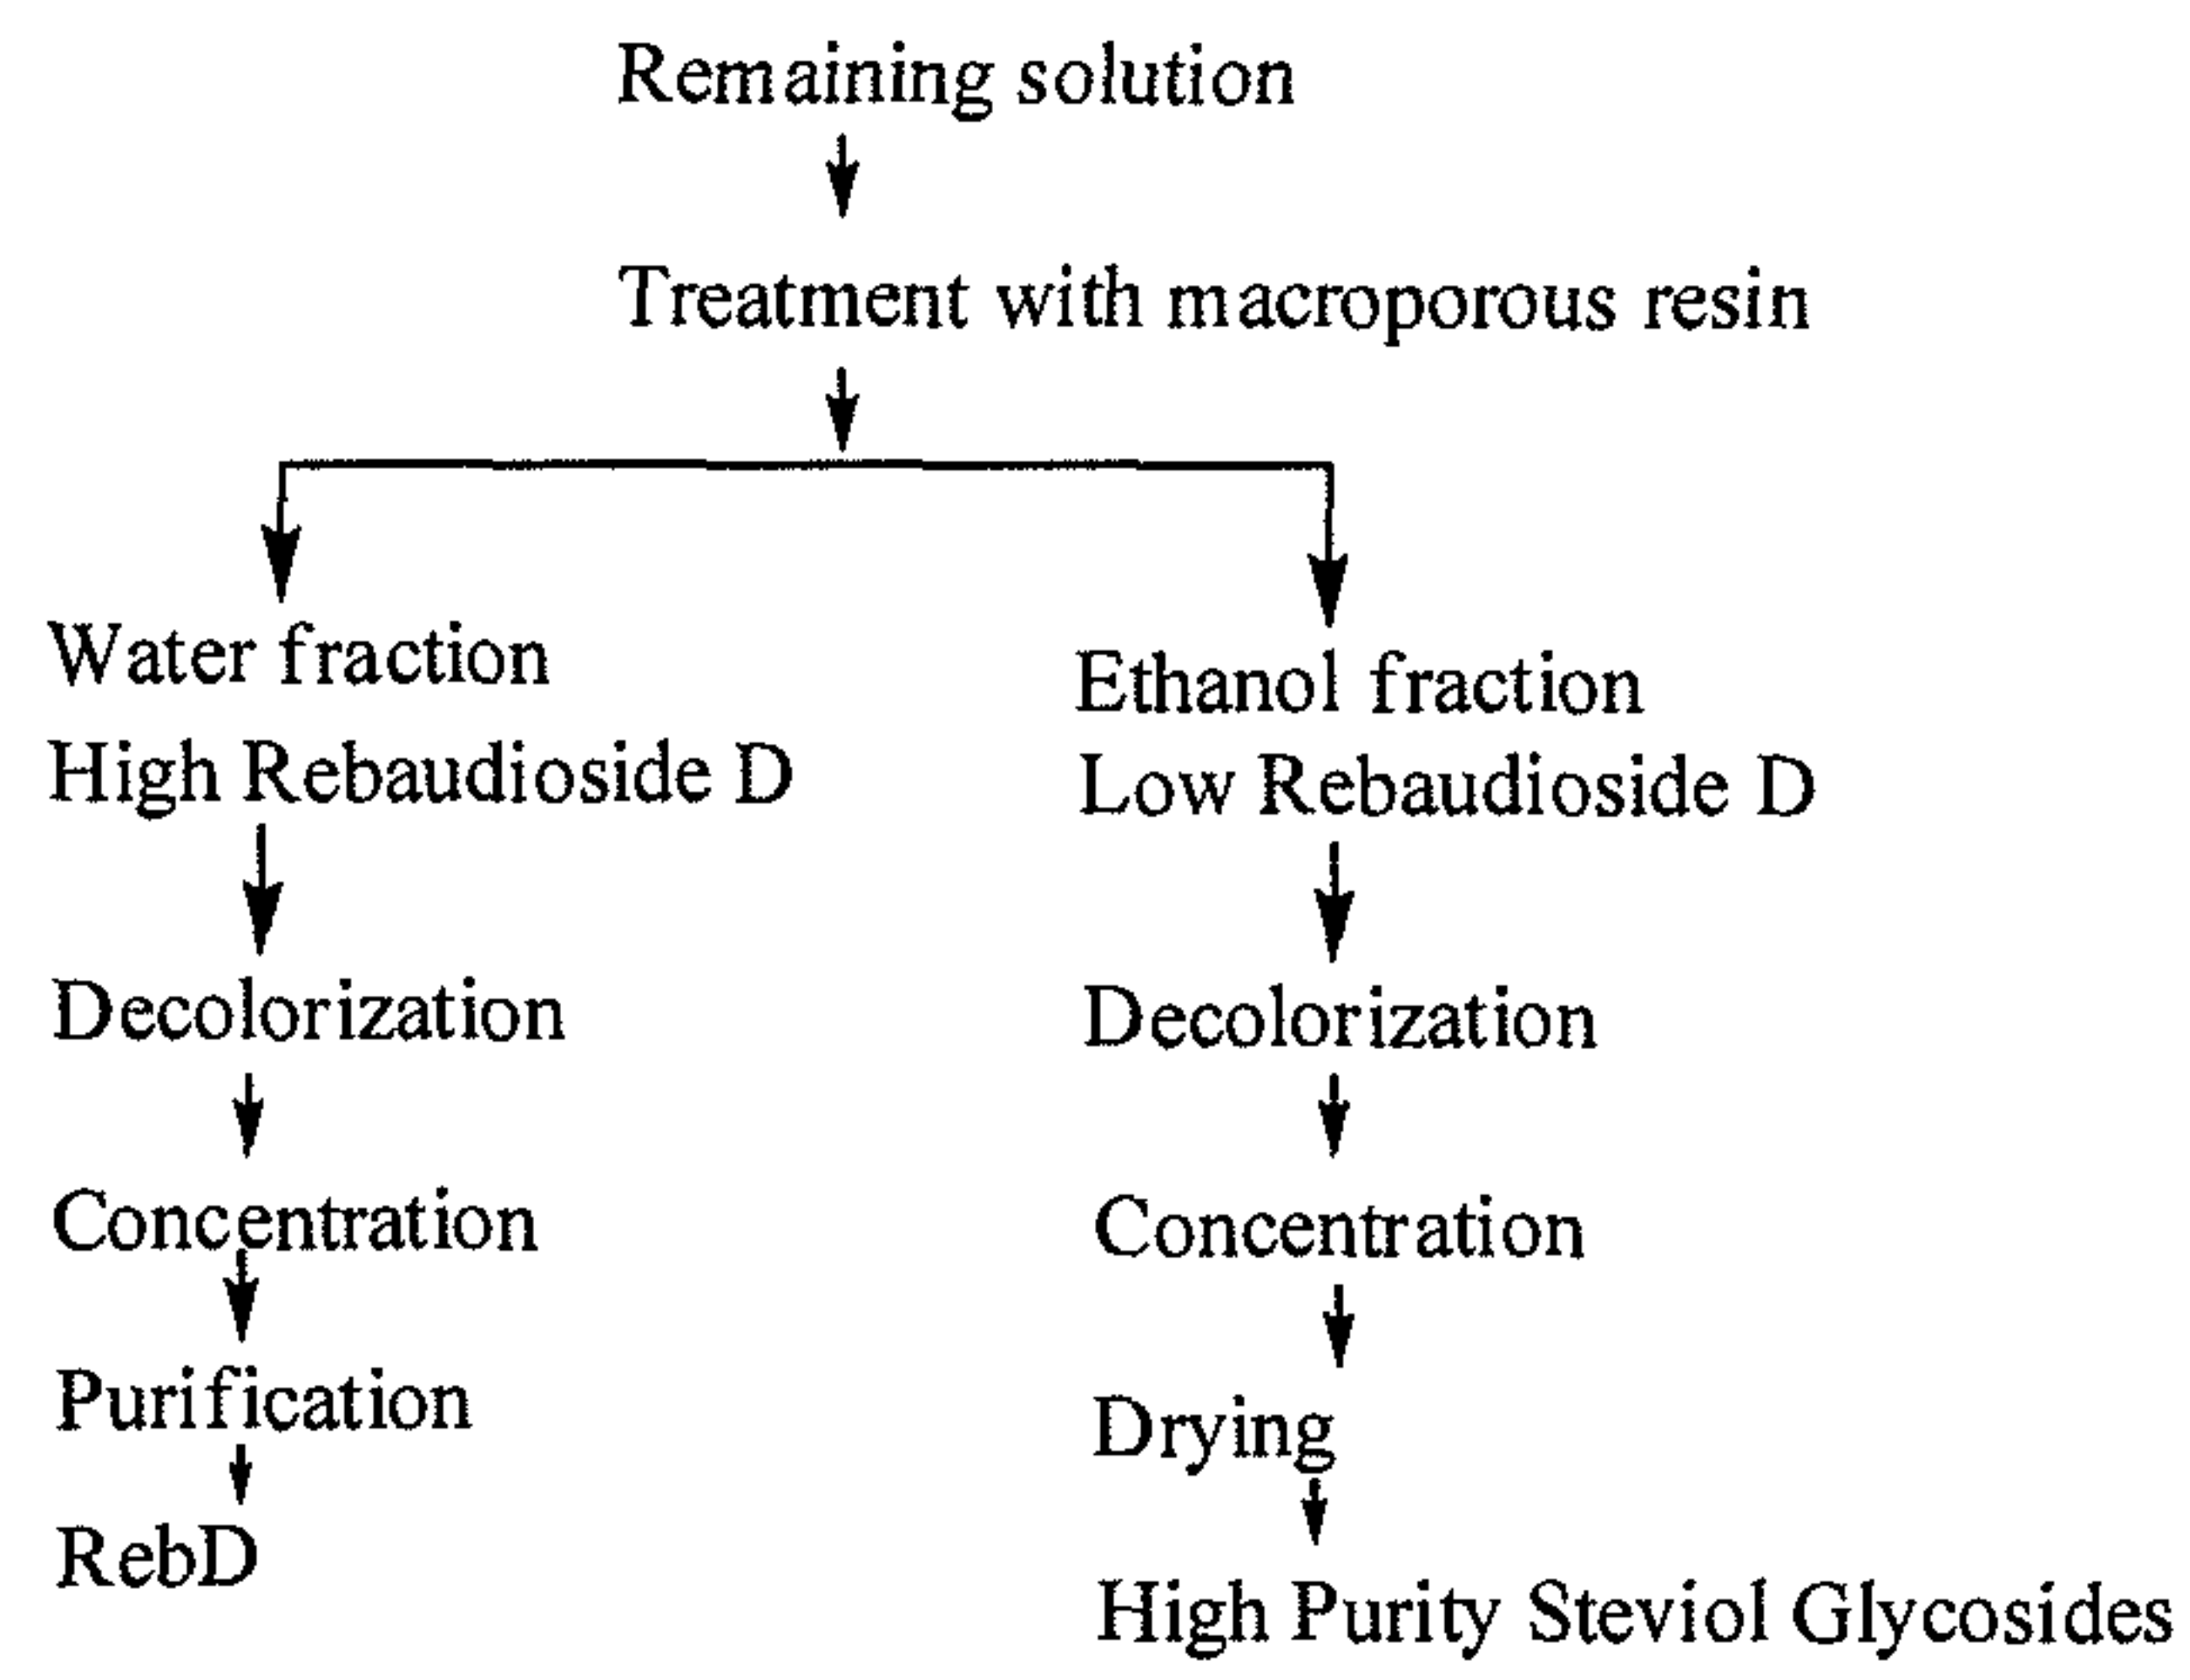 Remaining solution
Treatment with macroporous resin
Water fraction
High Rebaudioside D
Decolorization
Concentration
Purification
RebD
Ethanol fraction
Low Rebaudioside D
Decolorization
Concentration
Drying
High Purity Steviol Glycosides